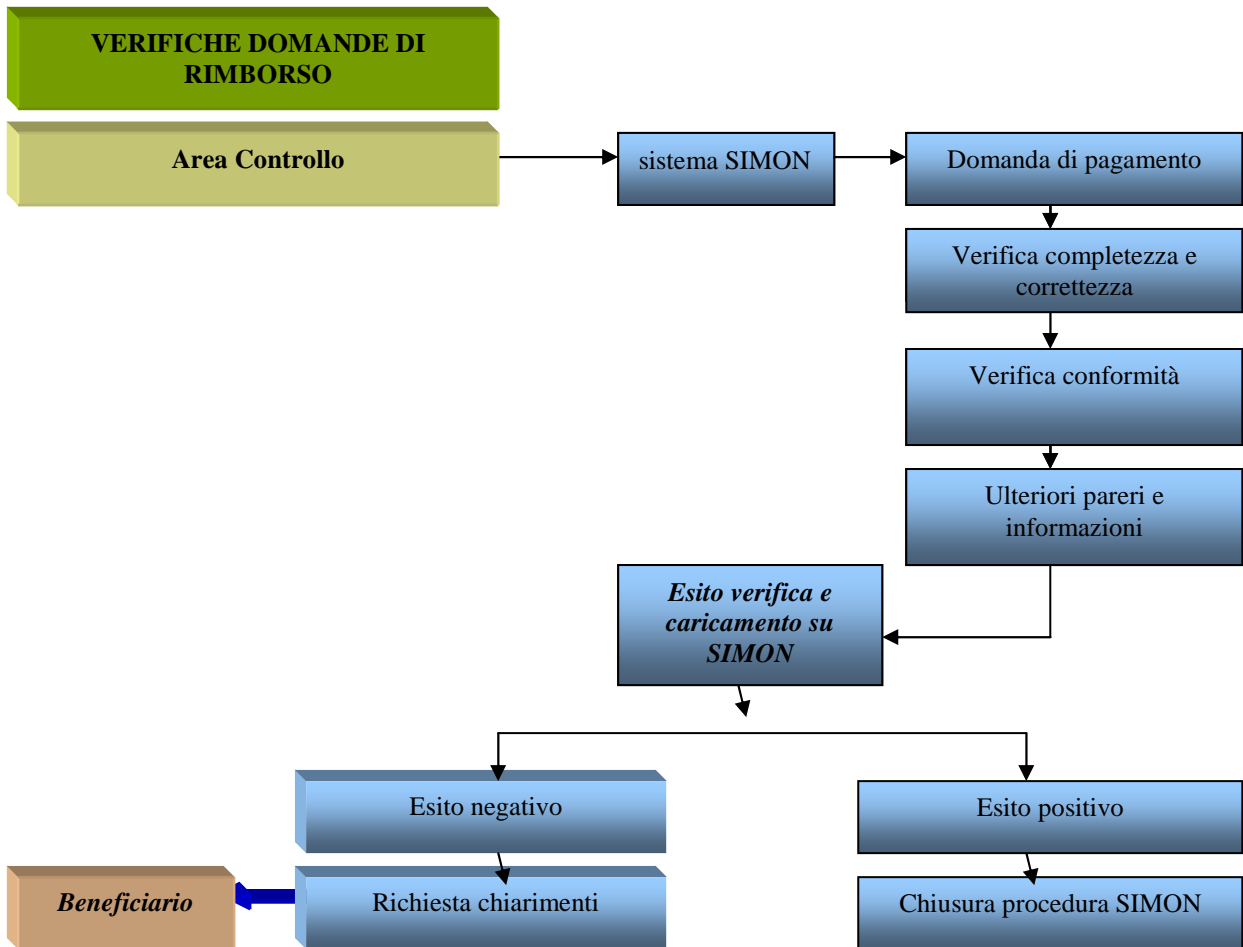 VERIFICHE DOMANDE DI
RIMBORSO
Area Controllo
sistema SIMON
Domanda di pagamento
Verifica completezza e
correttezza
Verifica conformità
Ulteriori pareri e
informazioni
Esito verifica e
caricamento su
SIMON
Esito negativo
Esito positivo
Beneficiario
Richiesta chiarimenti
Chiusura procedura SIMON